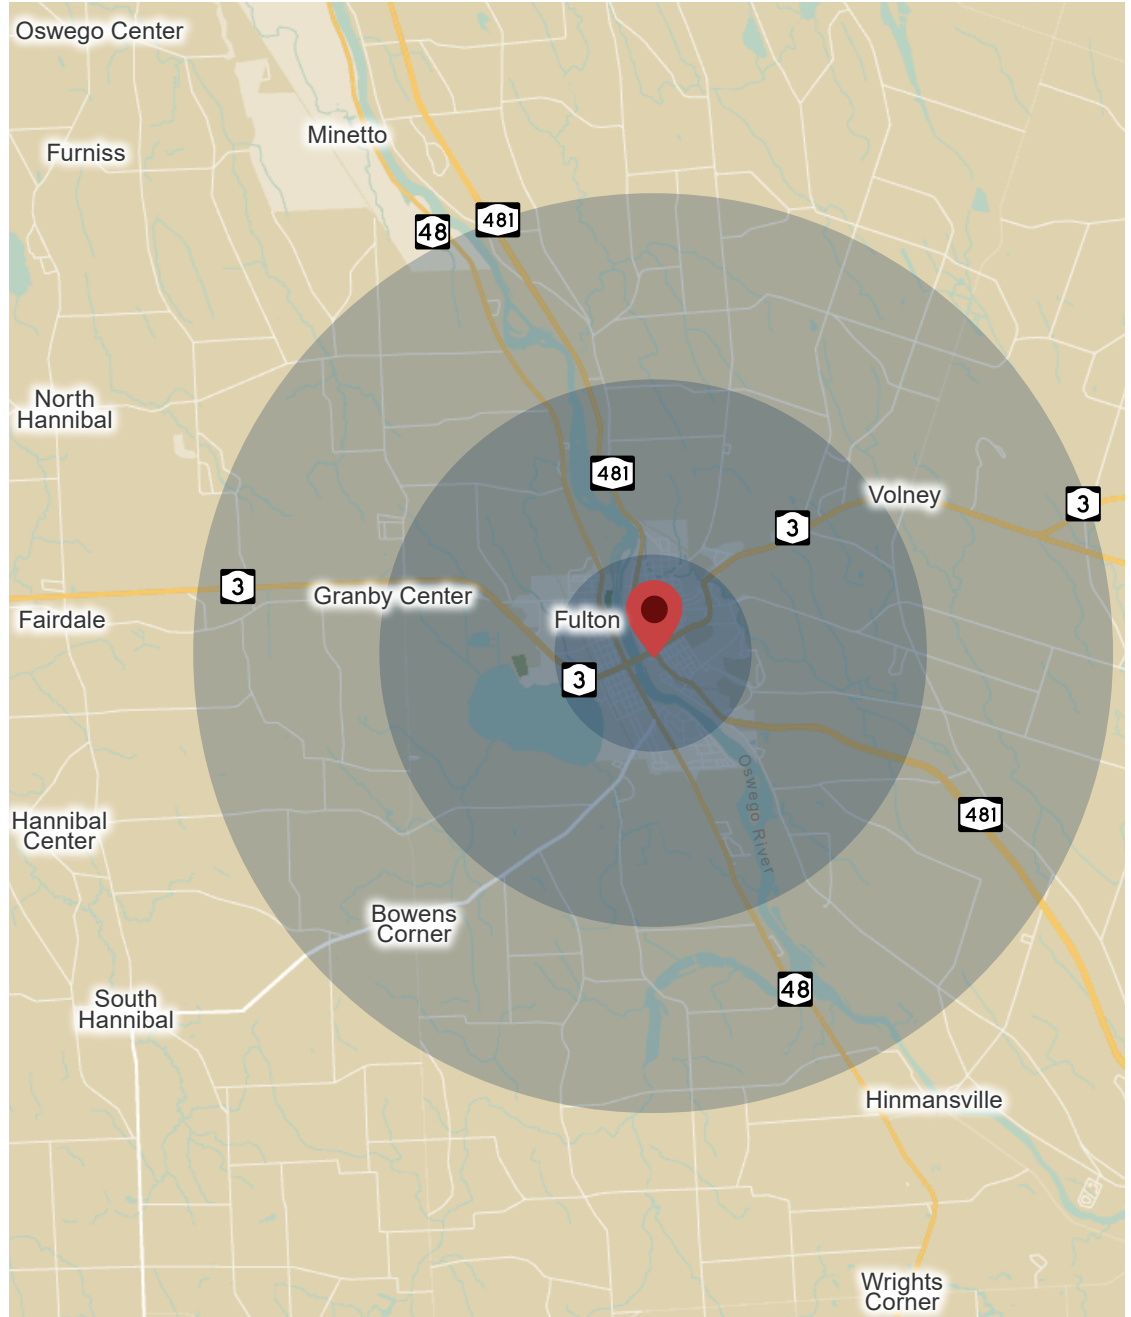 Oswego Center
Minetto
Furniss
481
48
North
Hannibal
481
Volney
3
3
3
Granby Center
Fairdale
Fulton
3
Oswego River
481
Hannibal
Center
Bowens
Corner
48
South
Hannibal
Hinmansville
Wrights
Corner